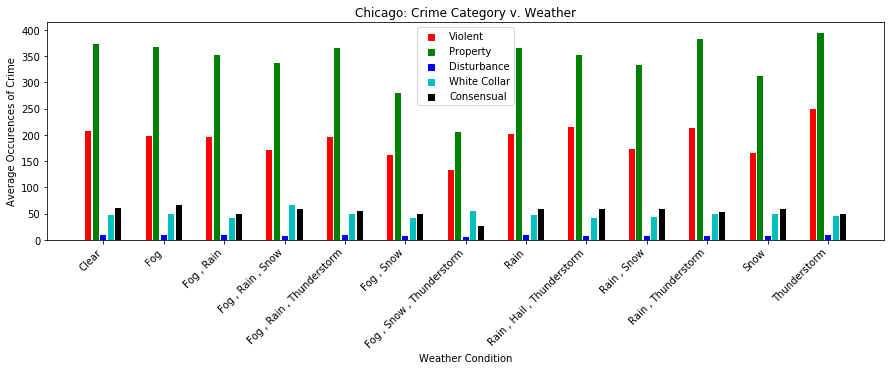 Chicago: Crime Category v. Weather
Average Occurences of Crime
400
350
300
250
200
150
100
50
0
Violent
Property
Disturbance
White Collar
Consensual
Clear
Fog
Fog , Rain
Fog , Rain , Snow
Fog , Rain , Thunderstorm
Fog , Snow
Fog , Snow , Thunderstorm
Rain
Rain , Hail , Thunderstorm
Rain , Snow
Rain , Thunderstorm
Snow
Thunderstorm
Weather Condition